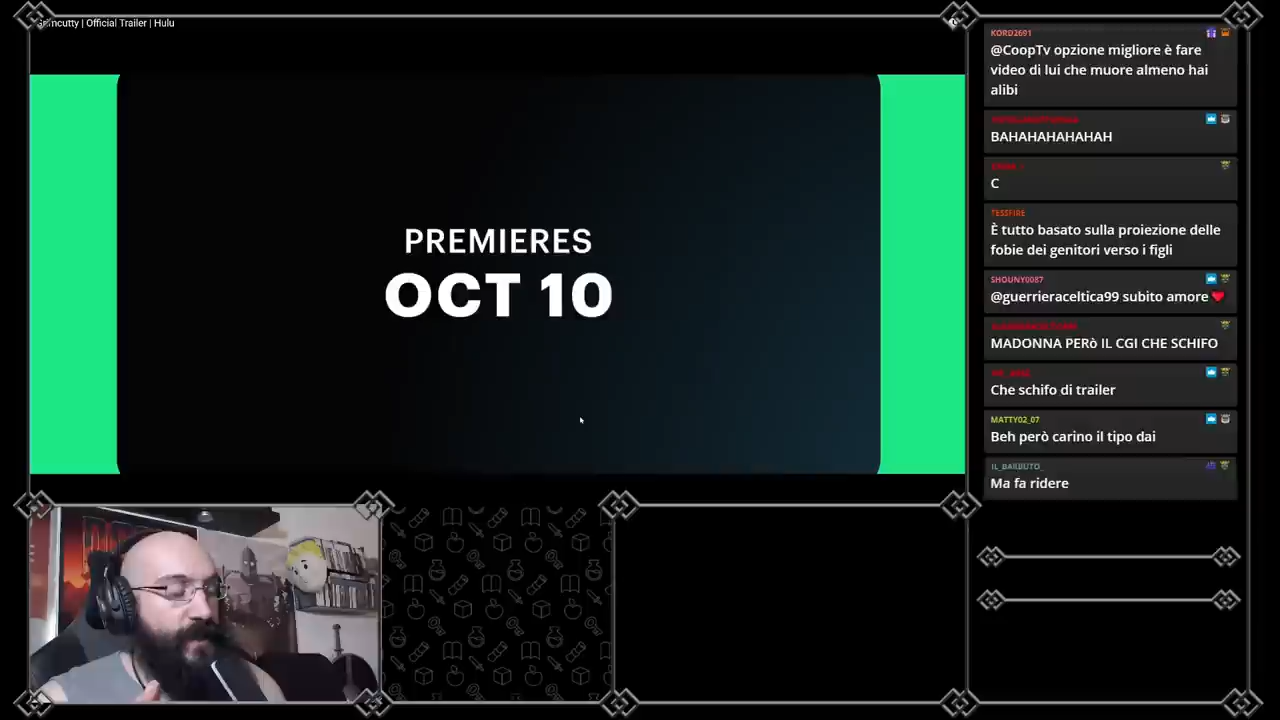 Grimcutty | Official Trailer | Hulu
PREMIERES
OCT 10
KORD2691
@CoopTv opzione migliore è fare
video di lui che muore almeno hai
alibi
BAHAHAHAHAHAH
C
TESSFIRE
È tutto basato sulla proiezione delle
fobie dei genitori verso i figli
SHOUNY0087
@guerrieraceltica99 subito amore
MADONNA PERò IL CGI CHE SCHIFO
Che schifo di trailer
MATTY02_07
Beh però carino il tipo dai
IL_BARBUTO_
Ma fa ridere